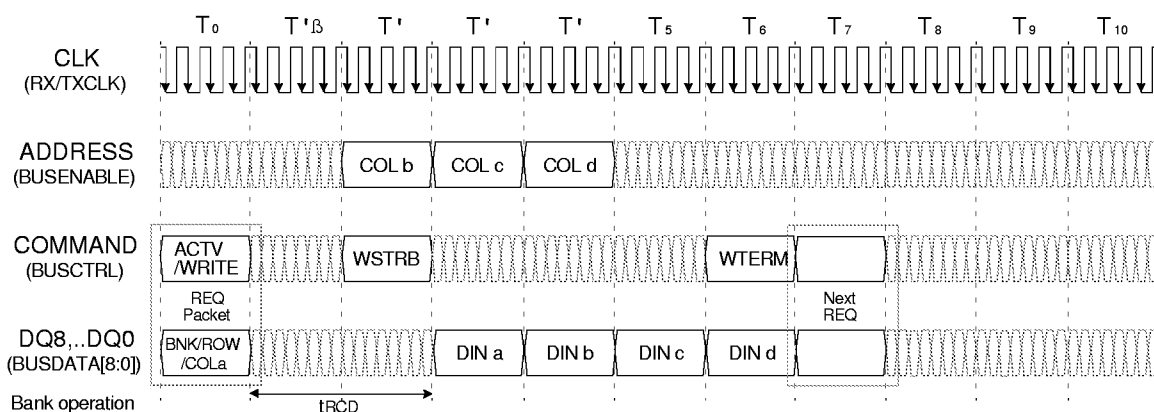 T0 T'ß T' T' T' T5 T6 T7 T8 T9 T10
CLK
(RX/TXCLK)
ADDRESS
(BUSENABLE)
COL b COL c COL d
COMMAND
(BUSCTRL)
ACTV
/WRITE
WSTRB WTERM
REQ
Packet
Next
REQ
DQ8,..DQ0
(BUSDATA[8:0])
BNK/ROW
/COLa
DIN a DIN b DIN c DIN d
Bank operation
tRCD